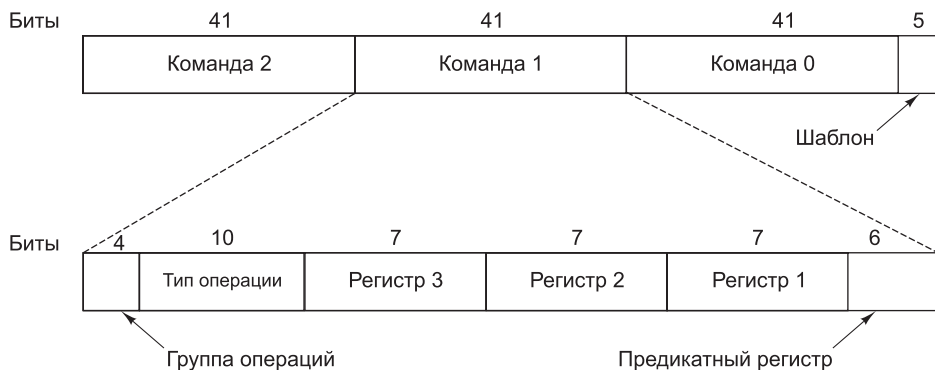 Биты 41 41 41 5
Команда 2 Команда 1 Команда 0
Шаблон
Биты 4 10 7 7 7 6
Тип операции Регистр 3 Регистр 2 Регистр 1
Группа операций Предикатный регистр